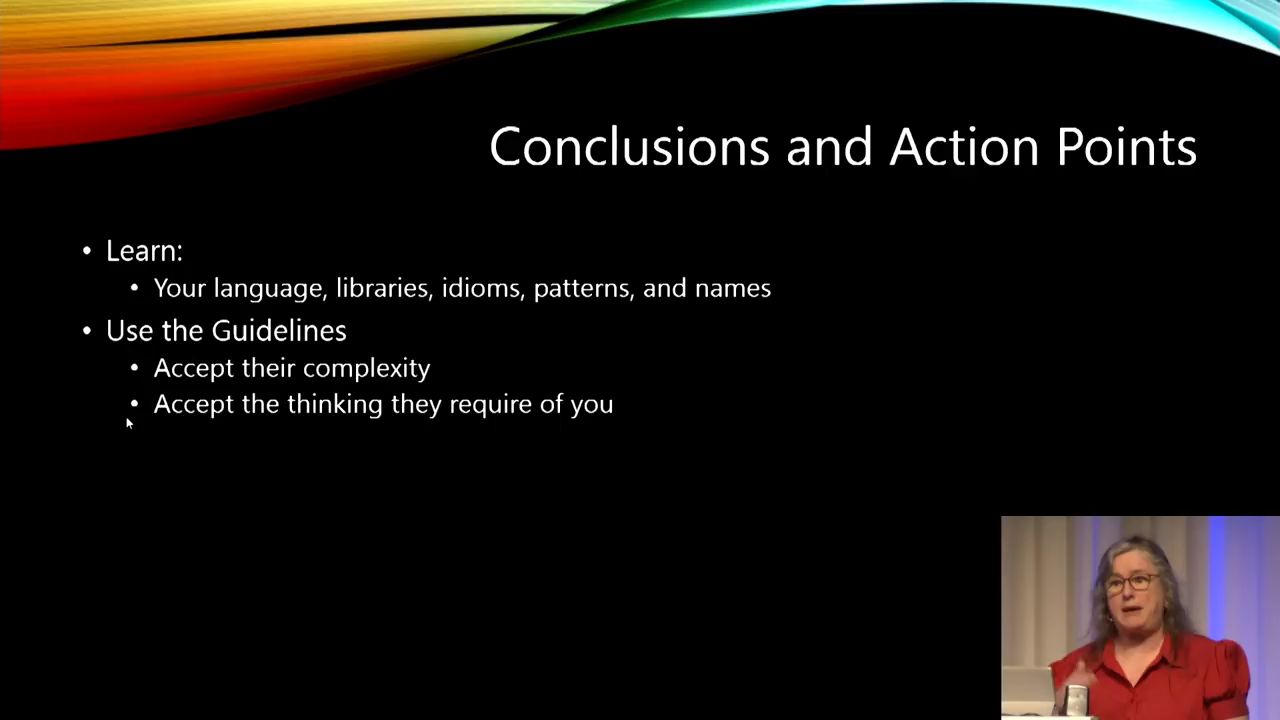 Conclusions and Action Points
• Learn:
• Your language, libraries, idioms, patterns, and names
• Use the Guidelines
• Accept their complexity
• Accept the thinking they require of you